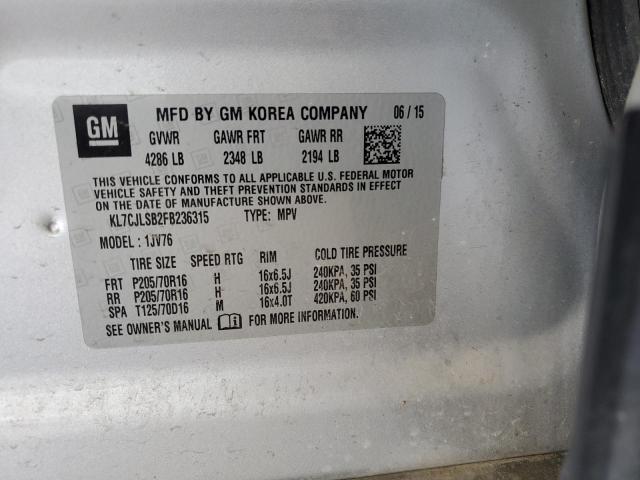 GM
MFD BY GM KOREA COMPANY 06 / 15
GVWR GAWR FRT GAWR RR
4286 LB 2348 LB 2194 LB
THIS VEHICLE CONFORMS TO ALL APPLICABLE U.S. FEDERAL MOTOR
VEHICLE SAFETY AND THEFT PREVENTION STANDARDS IN EFFECT
ON THE DATE OF MANUFACTURE SHOWN ABOVE.
KL7CJLSB2FB236315 TYPE: MPV
MODEL : 1JV76
TIRE SIZE SPEED RTG RIM COLD TIRE PRESSURE
FRT P205/70R16 H 16x6.5J 240KPA, 35 PSI
RR P205/70R16 H 16x6.5J 240KPA, 35 PSI
SPA T125/70D16 M 16x4.0T 420KPA, 60 PSI
SEE OWNER'S MANUAL FOR MORE INFORMATION.